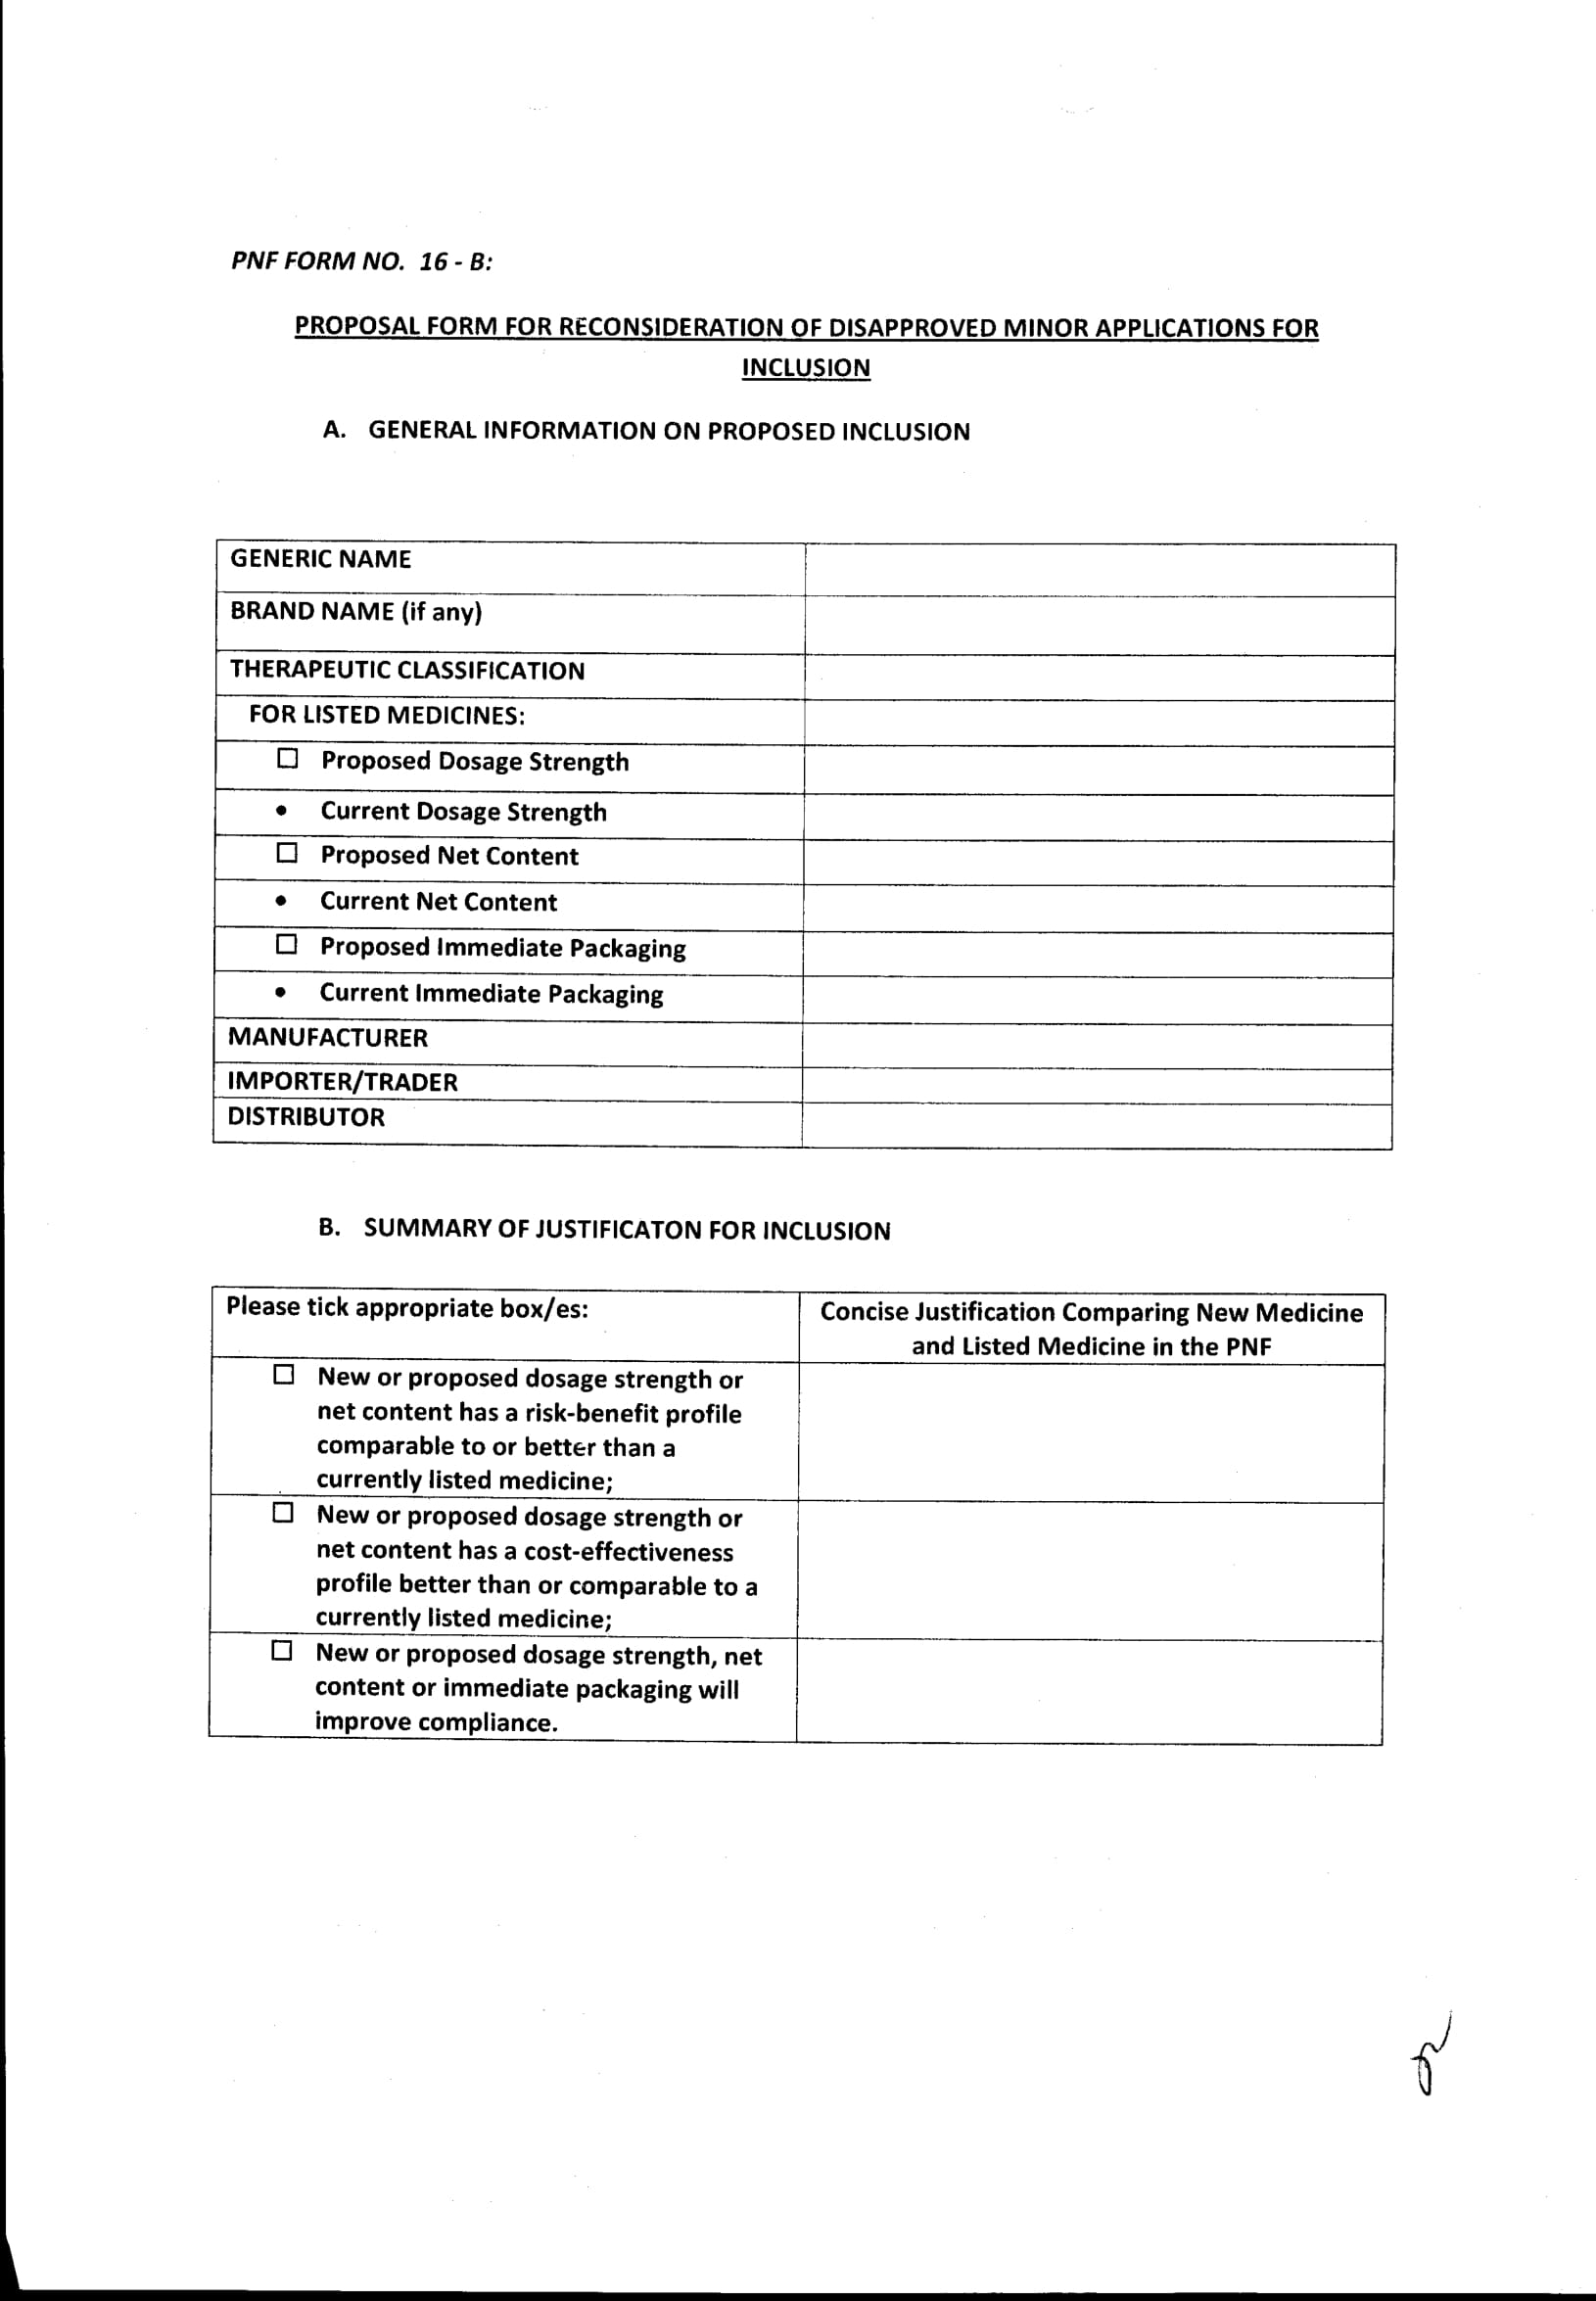 PNF FORM NO. 16 - B:
PROPOSAL FORM FOR RECONSIDERATION OF DISAPPROVED MINOR APPLICATIONS FOR
INCLUSION
A. GENERAL INFORMATION ON PROPOSED INCLUSION
GENERIC NAME
BRAND NAME (if any)
THERAPEUTIC CLASSIFICATION
FOR LISTED MEDICINES:
☐ Proposed Dosage Strength
• Current Dosage Strength
☐ Proposed Net Content
• Current Net Content
☐ Proposed Immediate Packaging
• Current Immediate Packaging
MANUFACTURER
IMPORTER/TRADER
DISTRIBUTOR
B. SUMMARY OF JUSTIFICATON FOR INCLUSION
Please tick appropriate box/es:
Concise Justification Comparing New Medicine
and Listed Medicine in the PNF
☐ New or proposed dosage strength or
net content has a risk-benefit profile
comparable to or better than a
currently listed medicine;
☐ New or proposed dosage strength or
net content has a cost-effectiveness
profile better than or comparable to a
currently listed medicine;
☐ New or proposed dosage strength, net
content or immediate packaging will
improve compliance.